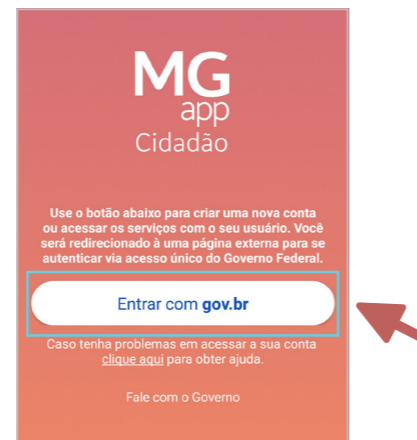 MG
app
Cidadão
Use o botão abaixo para criar uma nova conta
ou acessar os serviços com o seu usuário. Você
será redirecionado à uma página externa para se
autenticar via acesso único do Governo Federal.
Entrar com gov.br
Caso tenha problemas em acessar a sua conta
clique aqui para obter ajuda.
Fale com o Governo